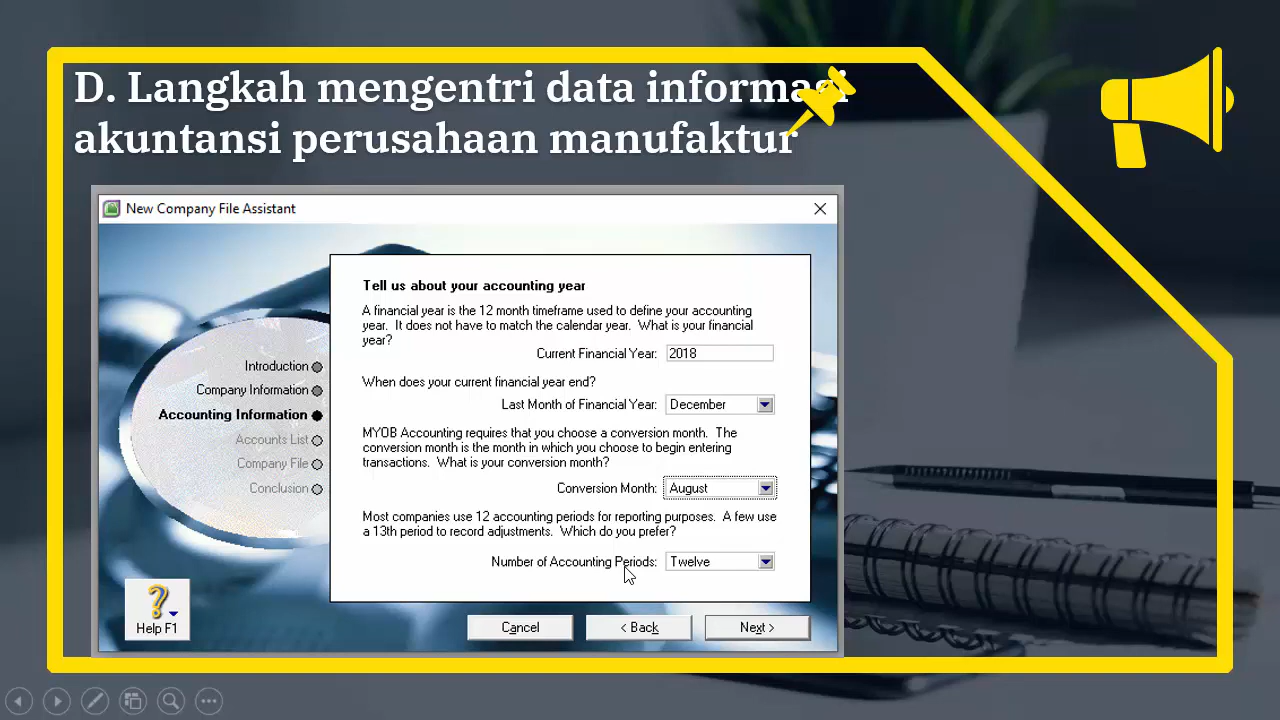 D. Langkah mengentri data informasi
akuntansi perusahaan manufaktur
New Company File Assistant
Introduction
Company Information
Accounting Information
Accounts List
Company File
Conclusion
Help F1
Tell us about your accounting year
A financial year is the 12 month timeframe used to define your accounting
year. It does not have to match the calendar year. What is your financial
year?
Current Financial Year: 2018
When does your current financial year end?
Last Month of Financial Year: December
MYOB Accounting requires that you choose a conversion month. The
conversion month is the month in which you choose to begin entering
transactions. What is your conversion month?
Conversion Month: August
Most companies use 12 accounting periods for reporting purposes. A few use
a 13th period to record adjustments. Which do you prefer?
Number of Accounting Periods: Twelve
Cancel < Back Next >